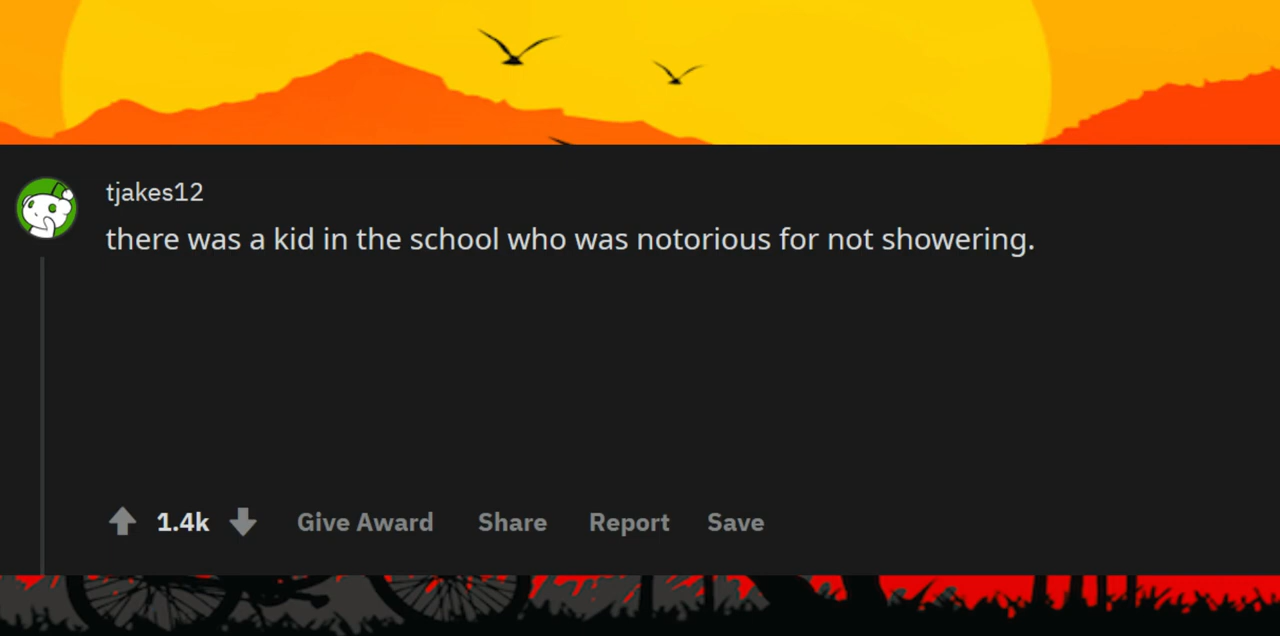 tjakes12
there was a kid in the school who was notorious for not showering.
1.4k Give Award Share Report Save